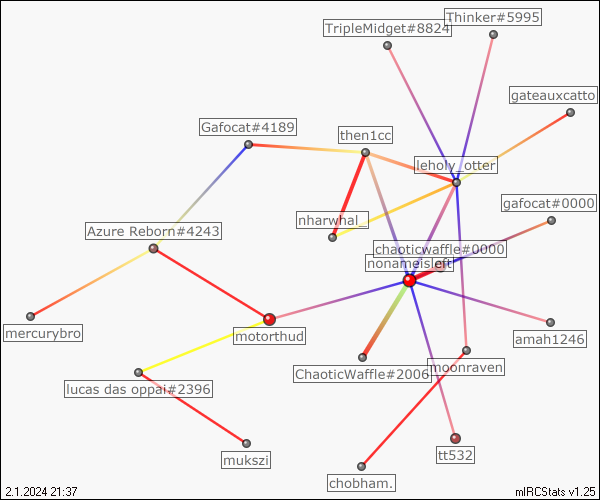 Thinker#5995
TripleMidget#8824
gateauxcatto
Gafocat#4189
then1cc
leholy_otter
gafocat#0000
nharwhal_
Azure Reborn#4243
chaoticwaffle#0000
nonameisleft
mercurybro
motorthud
amah1246
ChaoticWaffle#2006
moonraven
lucas das oppai#2396
tt532
mukszi
chobham.
2.1.2024 21:37
mIRCStats v1.25